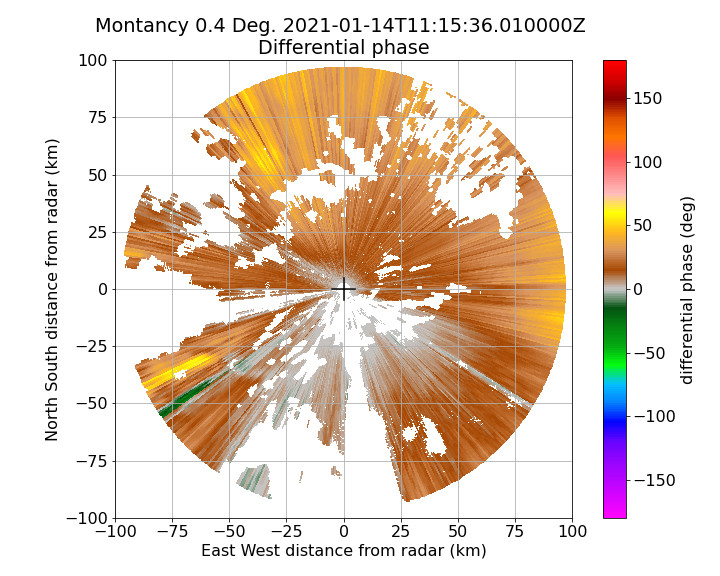 Montancy 0.4 Deg. 2021-01-14T11:15:36.010000Z
Differential phase
100
75
50
25
0
−25
−50
−75
−100
North South distance from radar (km)
−100 −75 −50 −25 0 25 50 75 100
East West distance from radar (km)
150
100
50
0
−50
−100
−150
differential phase (deg)